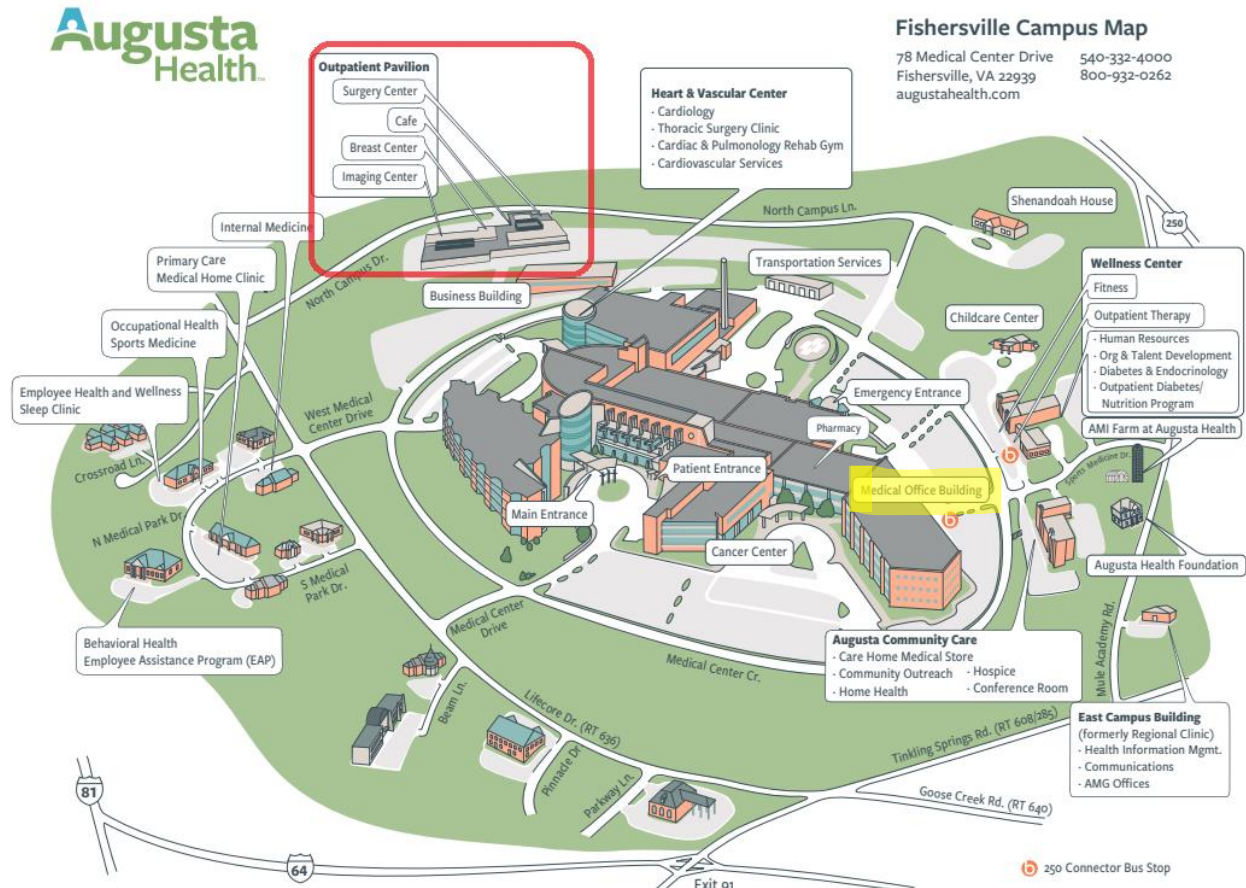 Augusta
Health
Fishersville Campus Map
78 Medical Center Drive 540-332-4000
Fishersville, VA 22939 800-932-0262
augustahealth.com
Outpatient Pavilion
Surgery Center
Cafe
Breast Center
Imaging Center
Heart & Vascular Center
· Cardiology
· Thoracic Surgery Clinic
· Cardiac & Pulmonology Rehab Gym
· Cardiovascular Services
North Campus Ln.
Shenandoah House
250
Internal Medicine
Primary Care
Medical Home Clinic
North Campus Dr.
Business Building
Transportation Services
Wellness Center
Fitness
Outpatient Therapy
· Human Resources
· Org & Talent Development
· Diabetes & Endocrinology
· Outpatient Diabetes/
Nutrition Program
Childcare Center
Occupational Health
Sports Medicine
Employee Health and Wellness
Sleep Clinic
West Medical
Center Drive
Emergency Entrance
Pharmacy
AMI Farm at Augusta Health
b
Sports Medicine Dr.
Crossroad Ln.
Patient Entrance
Medical Office Building
Main Entrance
b
N Medical Park Dr.
Cancer Center
Augusta Health Foundation
S Medical
Park Dr.
Medical Center
Drive
Medical Center Cr.
Behavioral Health
Employee Assistance Program (EAP)
Augusta Community Care
· Care Home Medical Store
· Community Outreach
· Home Health
· Hospice
· Conference Room
Mule Academy Rd.
Beam Ln.
Lifecore Dr. (RT 636)
Pinnacle Dr
Parkway Ln.
Tinkling Springs Rd. (RT 608/285)
East Campus Building
(formerly Regional Clinic)
· Health Information Mgmt.
· Communications
· AMG Offices
Goose Creek Rd. (RT 640)
81
64
Exit 91
b 250 Connector Bus Stop